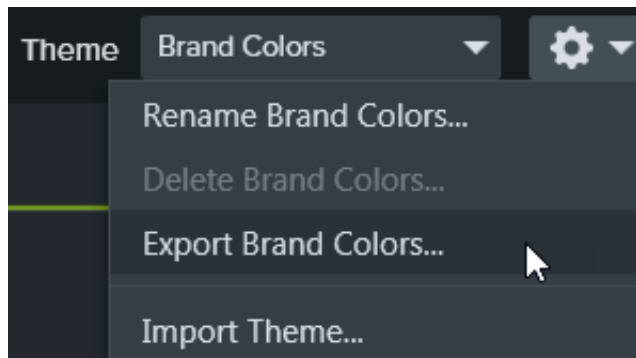 Theme Brand Colors
Rename Brand Colors...
Delete Brand Colors...
Export Brand Colors...
Import Theme...